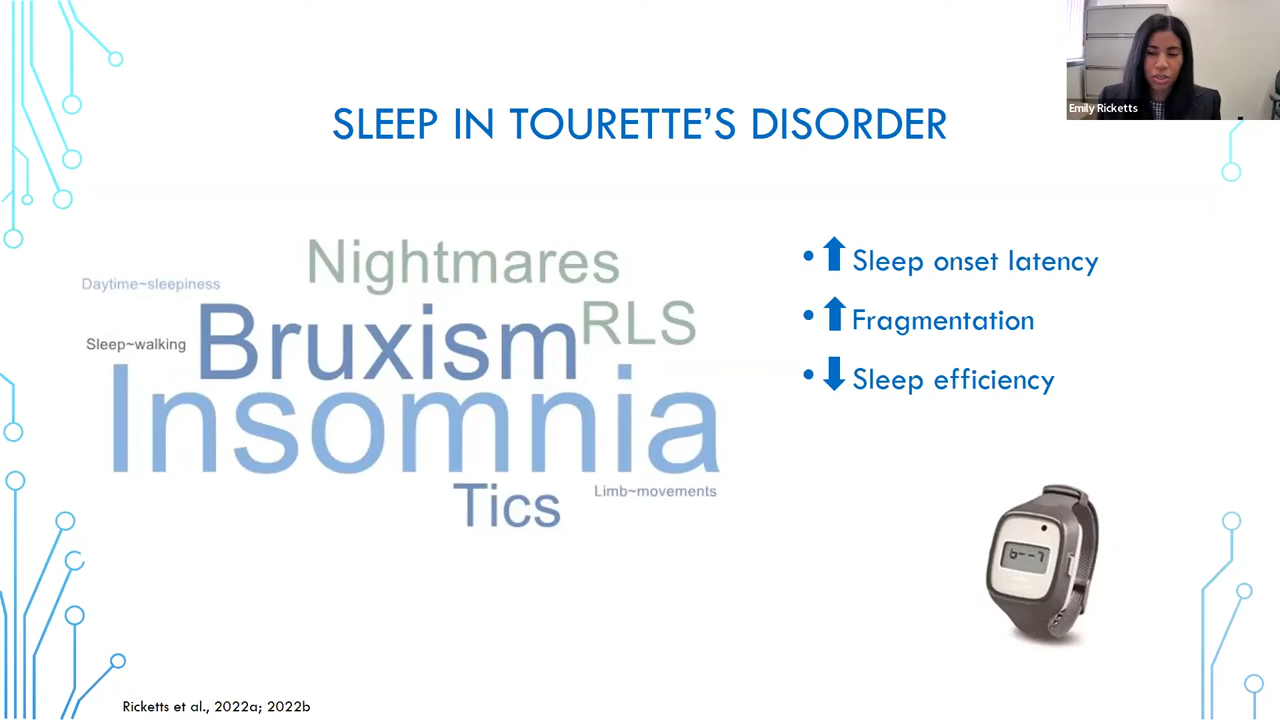 Emily Ricketts
SLEEP IN TOURETTE'S DISORDER
Nightmares
Daytime~sleepiness
Bruxism
RLS
Sleep~walking
Insomnia
Tics
Limb~movements
• Sleep onset latency
• Fragmentation
• Sleep efficiency
Ricketts et al., 2022a; 2022b